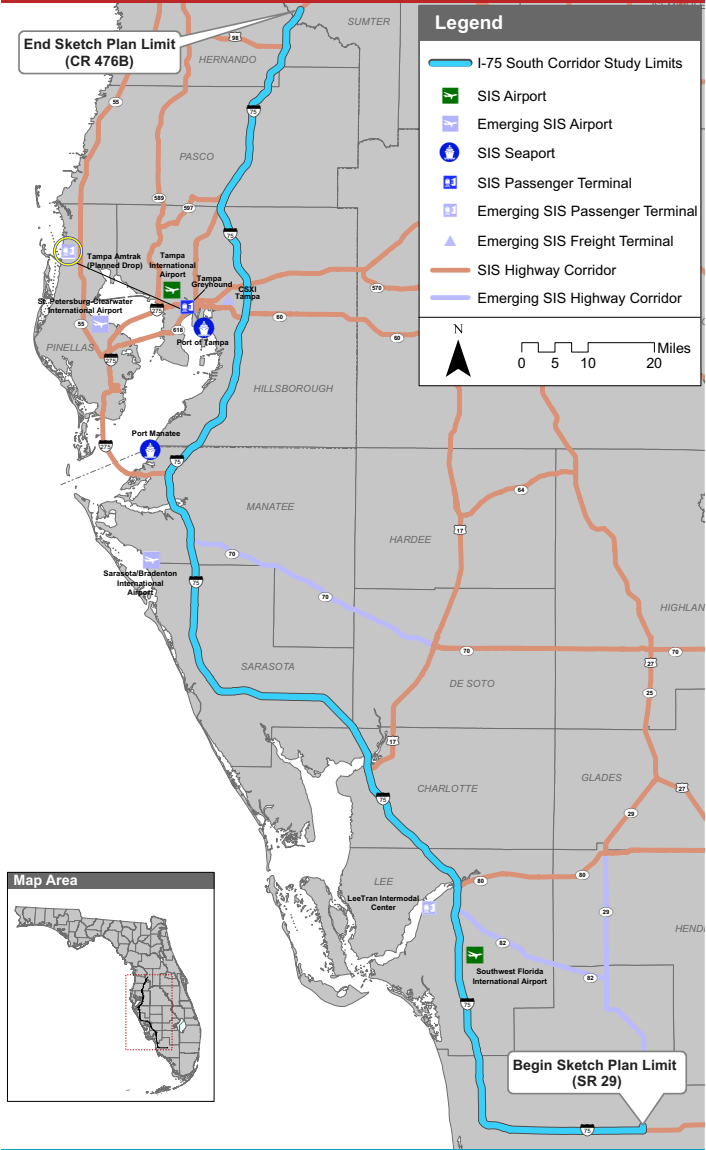 SUMTER
98
End Sketch Plan Limit
(CR 476B)
HERNANDO
55
75
PASCO
589
597
75
Tampa Amtrak
(Planned Drop)
Tampa
International
Airport
Tampa
Greyhound
CSXI
Tampa
570
St. Petersburg-Clearwater
International Airport
275
55
618
60
60
Port of Tampa
PINELLAS
275
HILLSBOROUGH
Port Manatee
275
75
64
MANATEE
HARDEE
17
70
Sarasota/Bradenton
International
Airport
75
70
HIGHLAN
70
70
27
SARASOTA
DE SOTO
25
17
CHARLOTTE
GLADES
75
27
29
LEE
80
80
LeeTran Intermodal
Center
29
82
HEND
82
Southwest Florida
International Airport
75
Begin Sketch Plan Limit
(SR 29)
75
Legend
I-75 South Corridor Study Limits
SIS Airport
Emerging SIS Airport
SIS Seaport
SIS Passenger Terminal
Emerging SIS Passenger Terminal
Emerging SIS Freight Terminal
SIS Highway Corridor
Emerging SIS Highway Corridor
N
Miles
0 5 10 20
Map Area